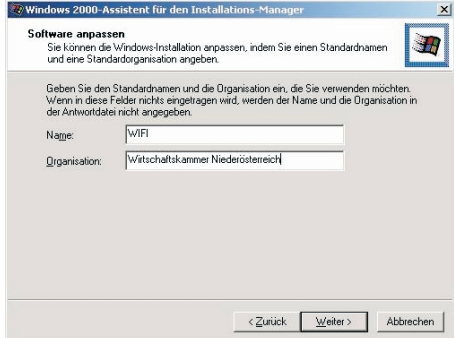 Windows 2000-Assistent für den Installations-Manager
Software anpassen
Sie können die Windows-Installation anpassen, indem Sie einen Standardnamen
und eine Standardorganisation angeben.
Geben Sie den Standardnamen und die Organisation ein, die Sie verwenden möchten.
Wenn in diese Felder nichts eingetragen wird, werden der Name und die Organisation in
der Antwortdatei nicht angegeben.
Name: WIFI
Organisation: Wirtschaftskammer Niederösterreich
< Zurück Weiter > Abbrechen